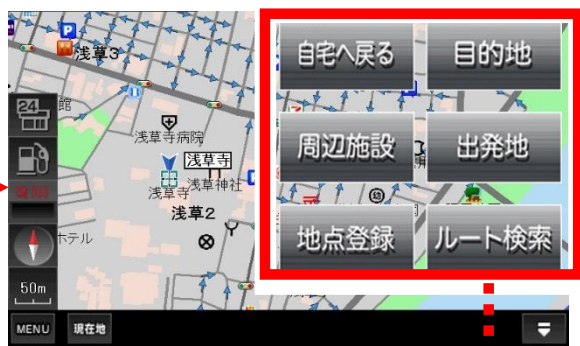 浅草3
館
24
浅草寺病院
浅草寺
浅草寺
浅草神社
浅草2
ホテル
50m
MENU
現在地
自宅へ戻る
目的地
周辺施設
出発地
地点登録
ルート検索